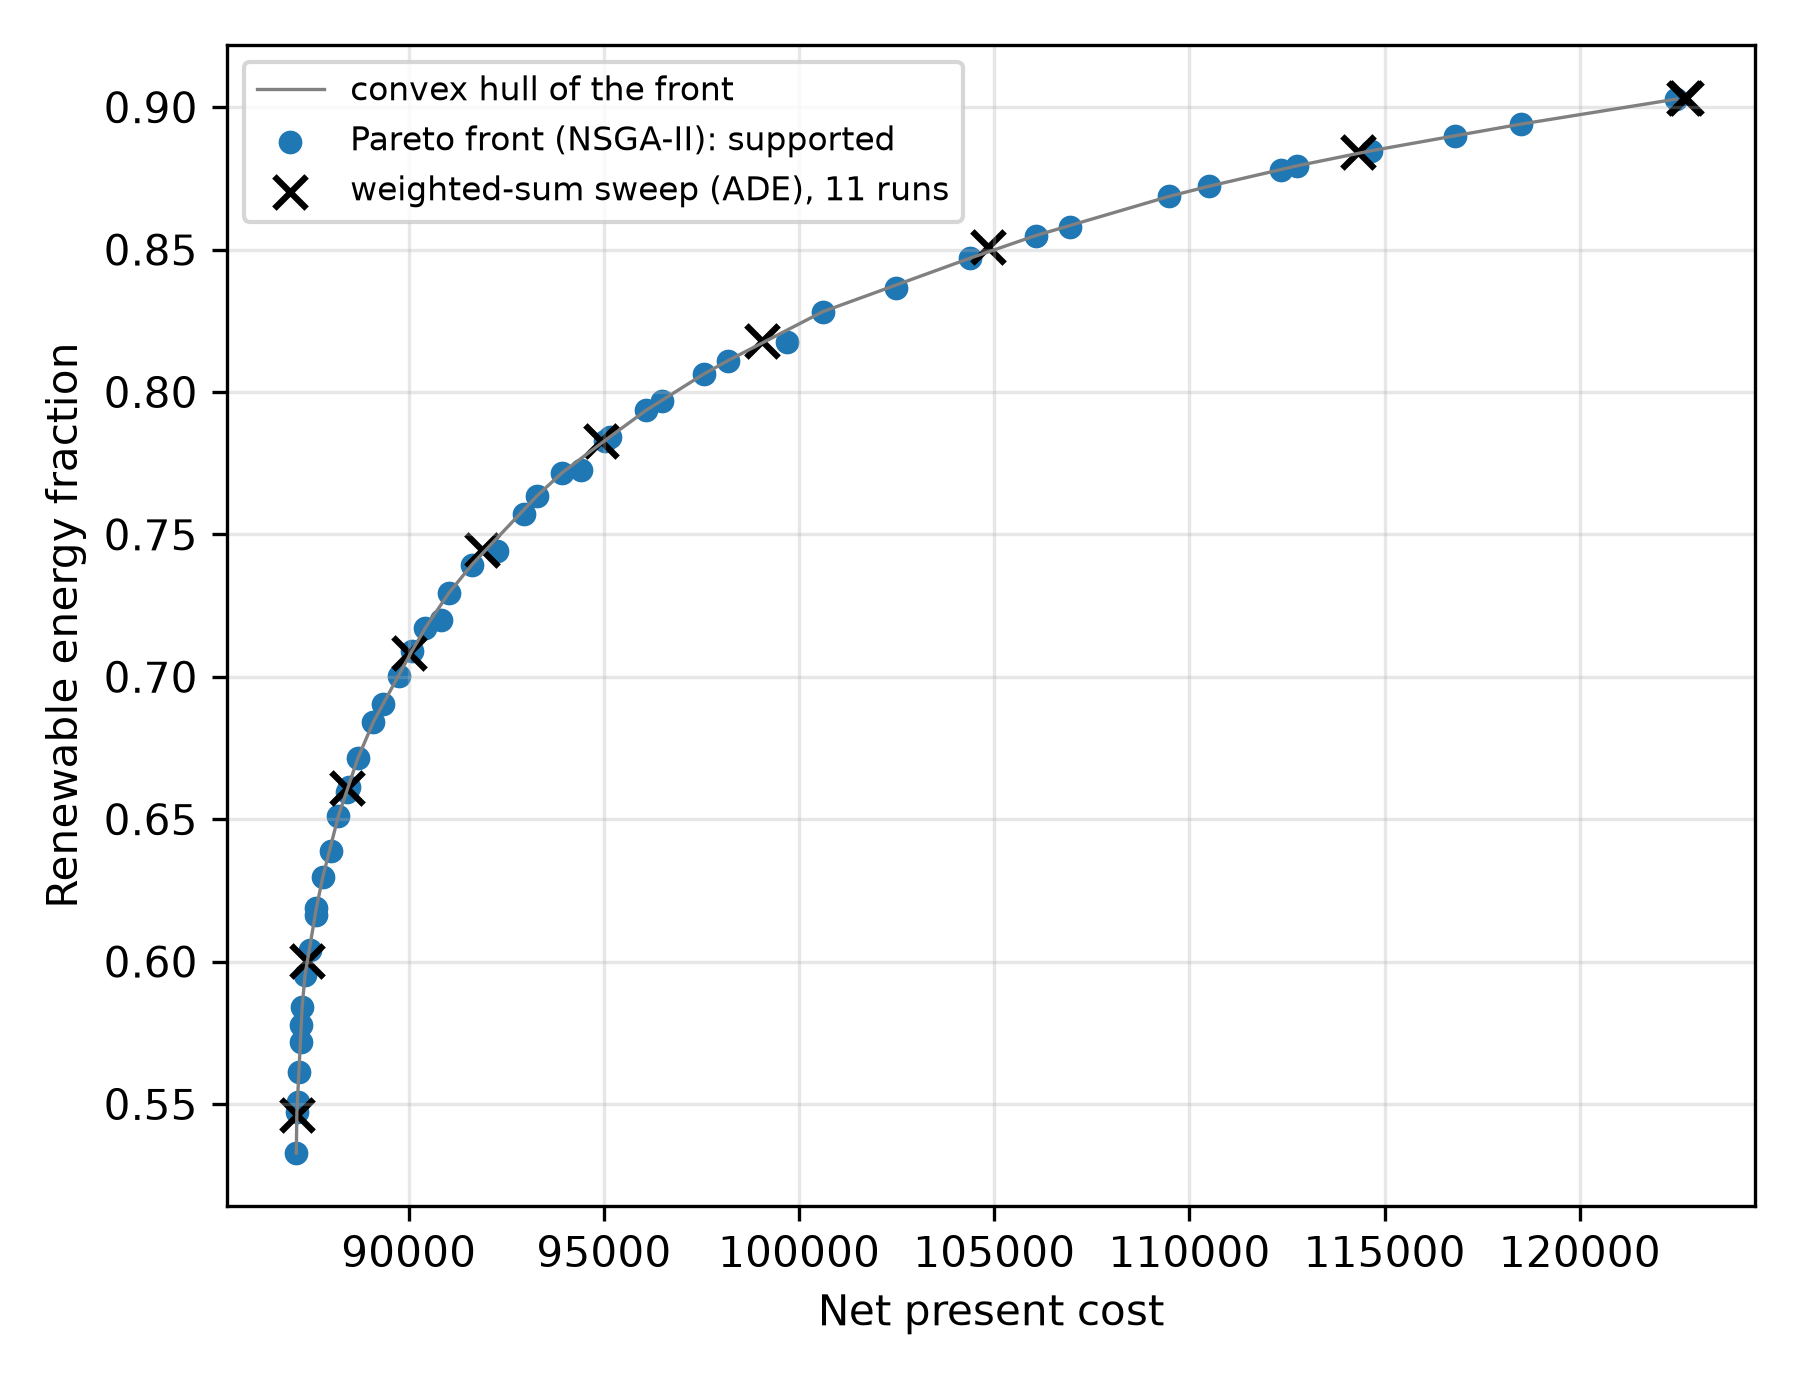 convex hull of the front
Pareto front (NSGA-II): supported
weighted-sum sweep (ADE), 11 runs
0.90
0.85
0.80
0.75
0.70
0.65
0.60
0.55
Renewable energy fraction
90000 95000 100000 105000 110000 115000 120000
Net present cost